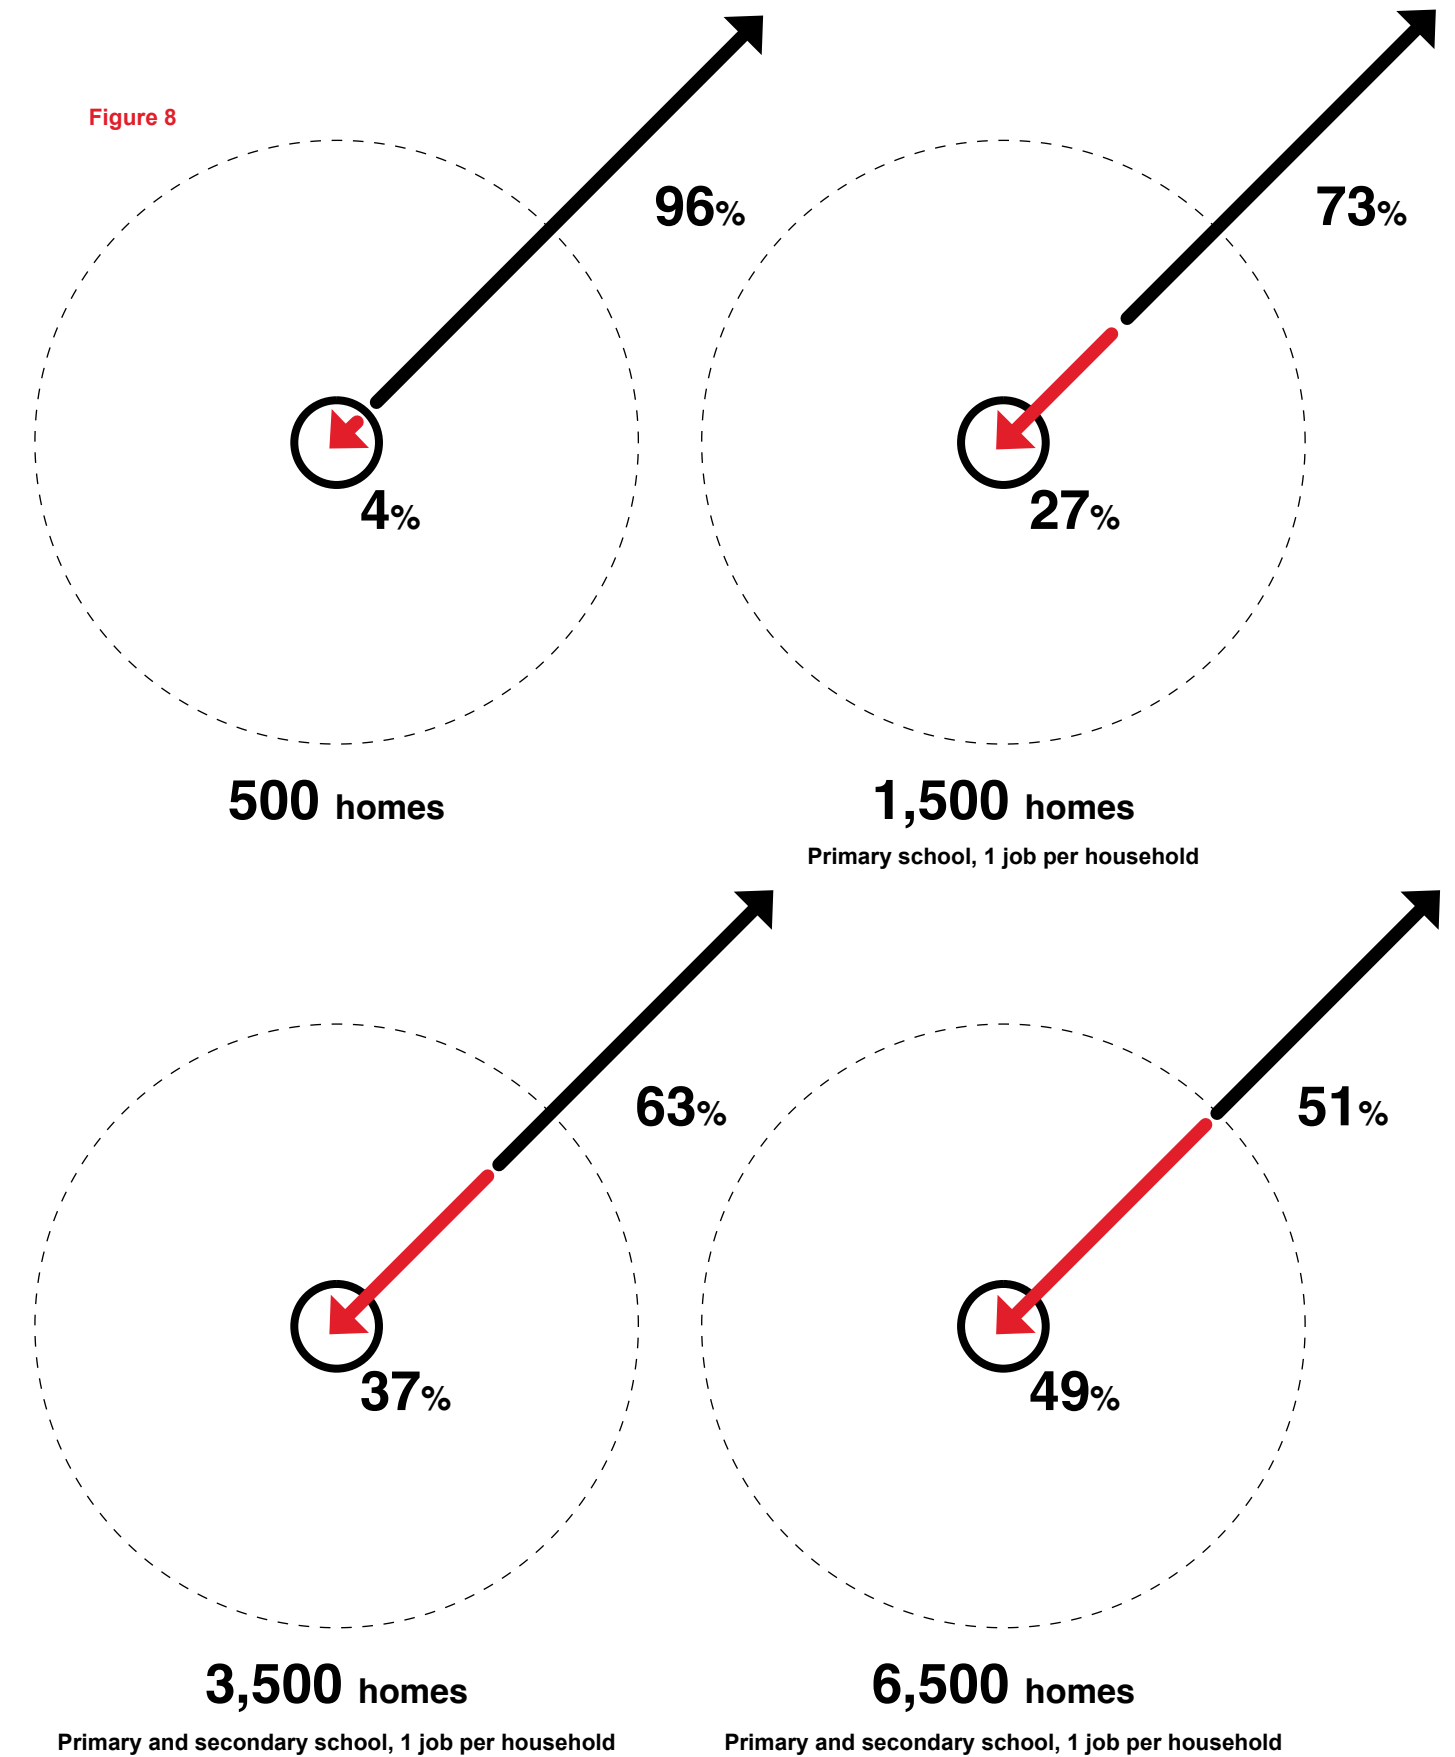 Figure 8
96%
73%
4%
27%
500 homes
1,500 homes
Primary school, 1 job per household
63%
51%
37%
49%
3,500 homes
6,500 homes
Primary and secondary school, 1 job per household
Primary and secondary school, 1 job per household